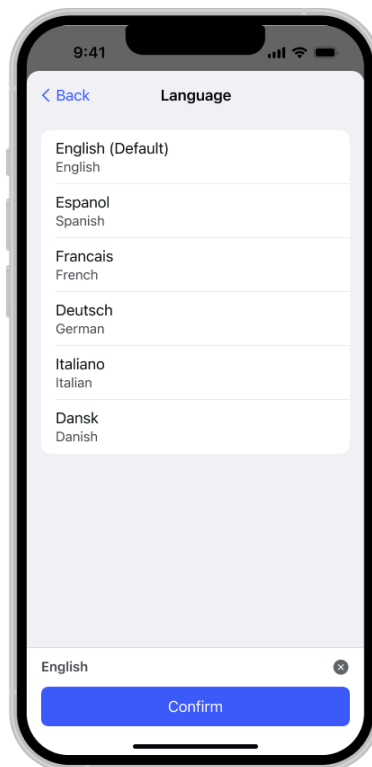 9:41
Back
Language
English (Default)
English
Espanol
Spanish
Francais
French
Deutsch
German
Italiano
Italian
Dansk
Danish
English
Confirm